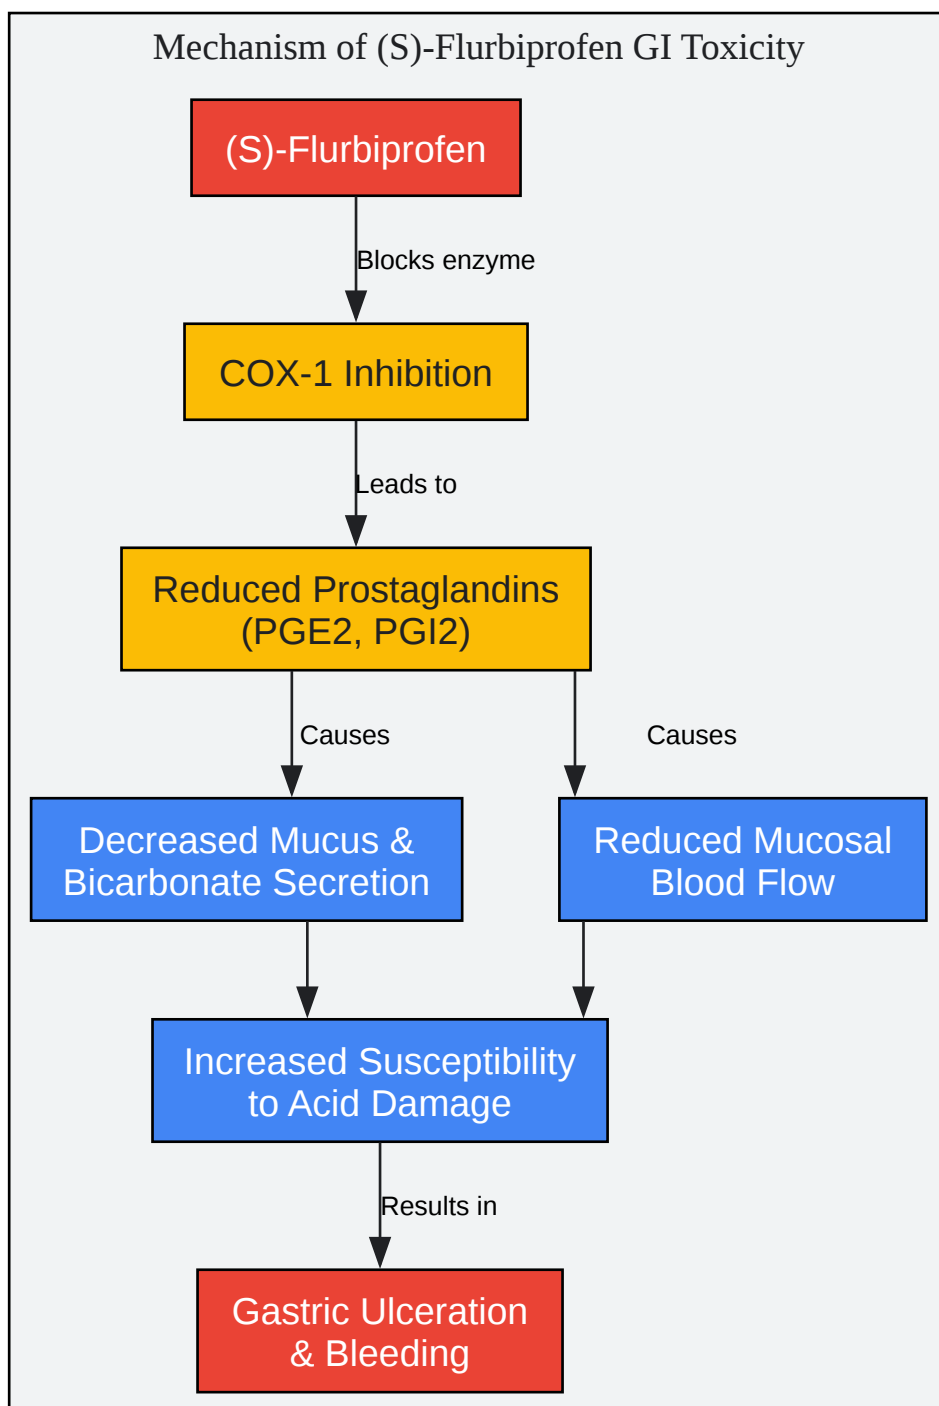 Mechanism of (S)-Flurbiprofen GI Toxicity
(S)-Flurbiprofen
Blocks enzyme
COX-1 Inhibition
Leads to
Reduced Prostaglandins
(PGE2, PGI2)
Causes
Causes
Decreased Mucus &
Bicarbonate Secretion
Reduced Mucosal
Blood Flow
Increased Susceptibility
to Acid Damage
Results in
Gastric Ulceration
& Bleeding